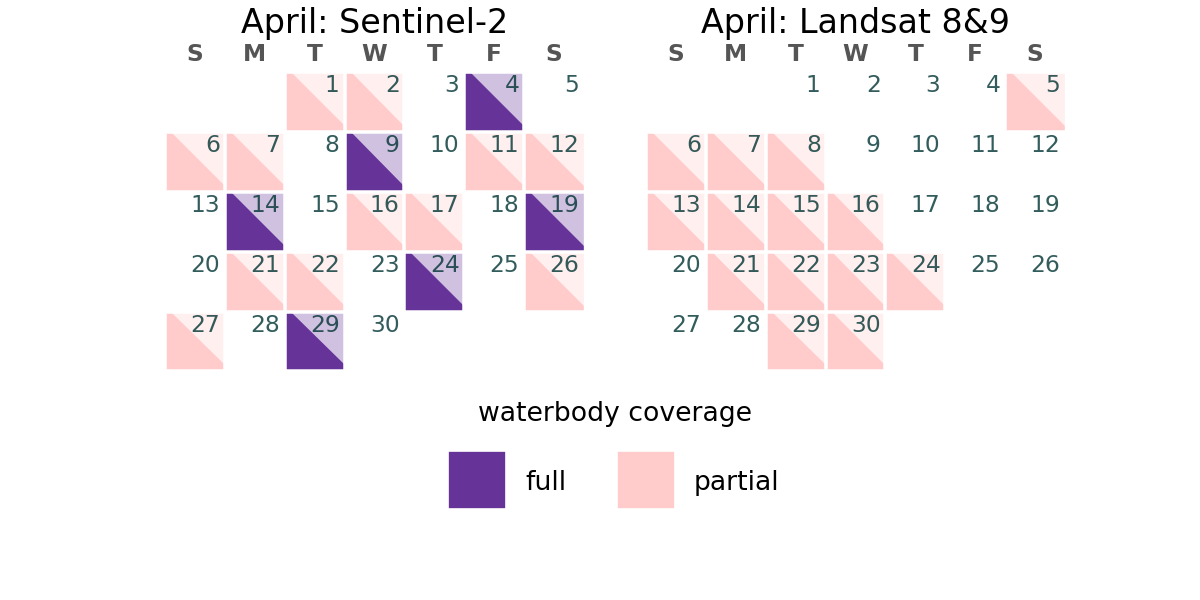 April: Sentinel-2
S M T W T F S
1 2 3 4 5
6 7 8 9 10 11 12
13 14 15 16 17 18 19
20 21 22 23 24 25 26
27 28 29 30
April: Landsat 8&9
S M T W T F S
1 2 3 4 5
6 7 8 9 10 11 12
13 14 15 16 17 18 19
20 21 22 23 24 25 26
27 28 29 30
waterbody coverage
full
partial